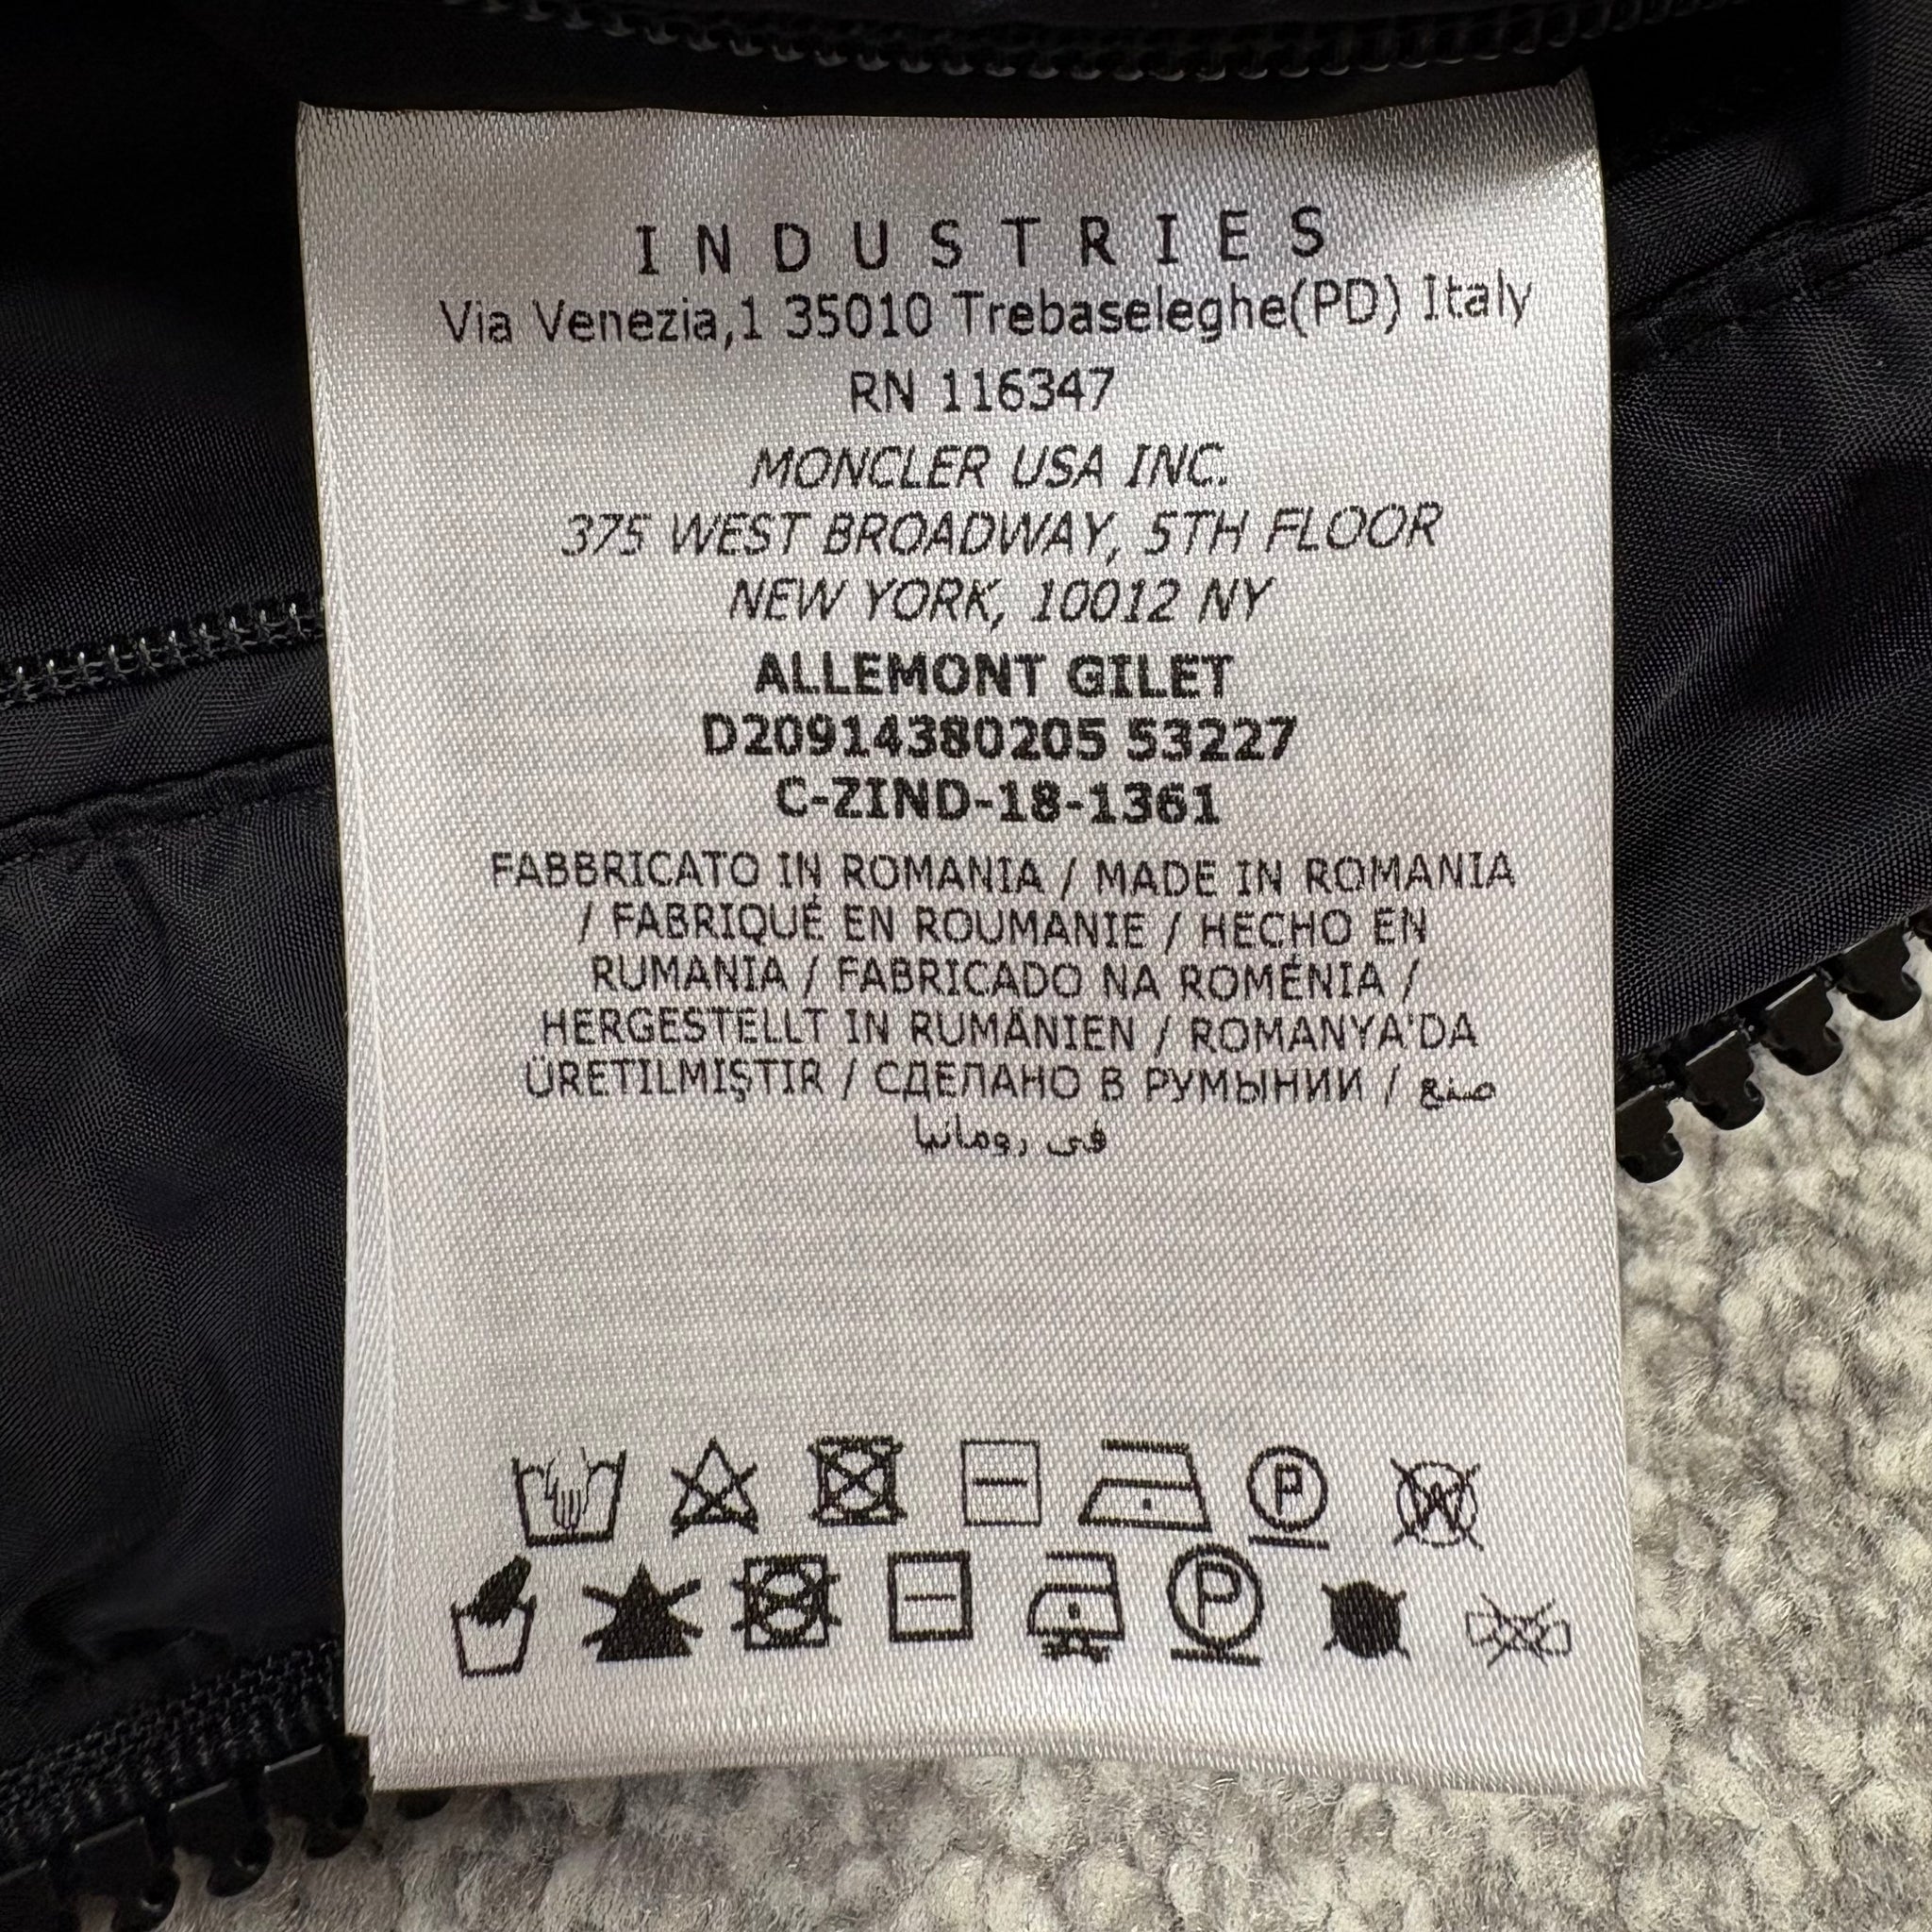 INDUSTRIES
Via Venezia,1 35010 Trebaseleghe(PD) Italy
RN 116347
MONCLER USA INC.
375 WEST BROADWAY, 5TH FLOOR
NEW YORK, 10012 NY
ALLEMONT GILET
D20914380205 53227
C-ZIND-18-1361
FABBRICATO IN ROMANIA / MADE IN ROMANIA
/ FABRIQUÉ EN ROUMANIE / HECHO EN
RUMANIA / FABRICADO NA ROMÉNIA /
HERGESTELLT IN RUMÄNIEN / ROMANYA'DA
ÜRETILMIŞTIR / СДЕЛАНО В РУМЫНИИ / صنع
فى رومانيا
P W
P